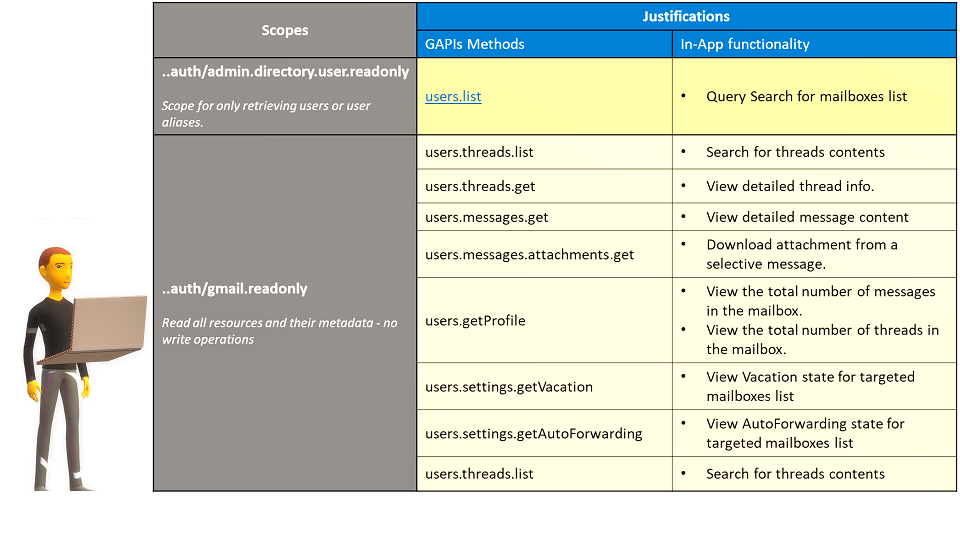 Scopes
Justifications
GAPIs Methods
In-App functionality
..auth/admin.directory.user.readonly
Scope for only retrieving users or user
aliases.
users.list
• Query Search for mailboxes list
..auth/gmail.readonly
Read all resources and their metadata - no
write operations
users.threads.list
• Search for threads contents
users.threads.get
• View detailed thread info.
users.messages.get
• View detailed message content
users.messages.attachments.get
• Download attachment from a
selective message.
users.getProfile
• View the total number of messages
in the mailbox.
• View the total number of threads in
the mailbox.
users.settings.getVacation
• View Vacation state for targeted
mailboxes list
users.settings.getAutoForwarding
• View AutoForwarding state for
targeted mailboxes list
users.threads.list
• Search for threads contents